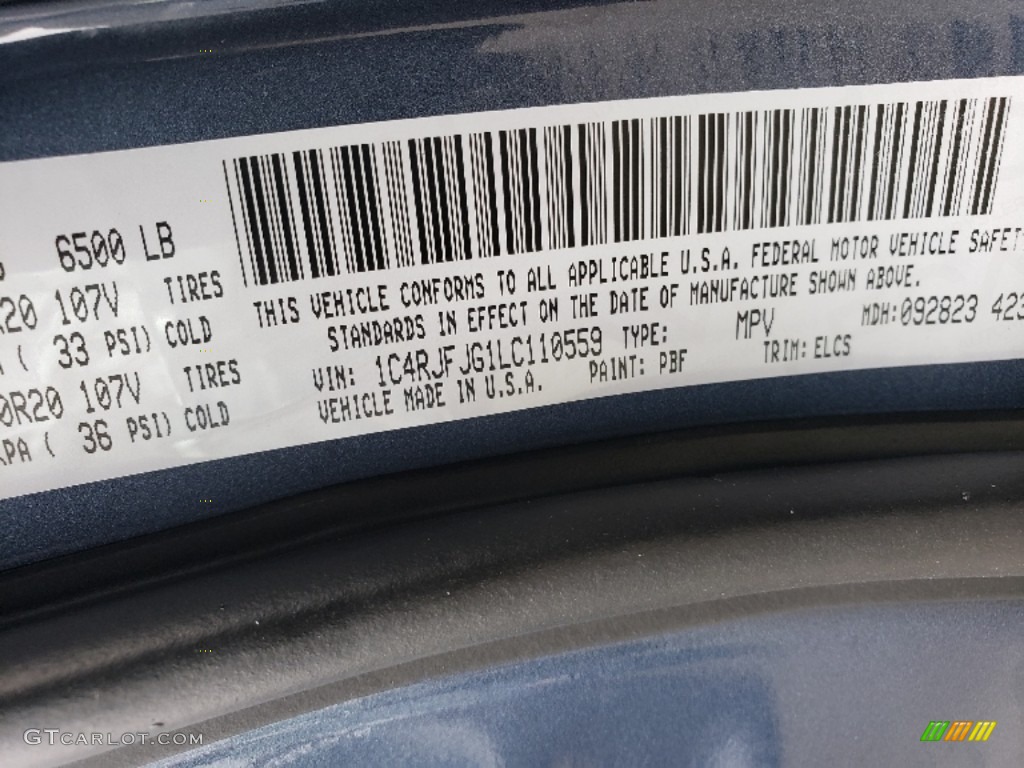 6500 LB
R20 107V TIRES
( 33 PSI) COLD
0R20 107V TIRES
KPA ( 36 PSI) COLD
THIS VEHICLE CONFORMS TO ALL APPLICABLE U.S.A. FEDERAL MOTOR VEHICLE SAFET
STANDARDS IN EFFECT ON THE DATE OF MANUFACTURE SHOWN ABOVE.
VIN: 1C4RJFJG1LC110559 TYPE: MPV MDH:092823 423
VEHICLE MADE IN U.S.A. PAINT: PBF TRIM: ELCS
GTCARLOT.COM